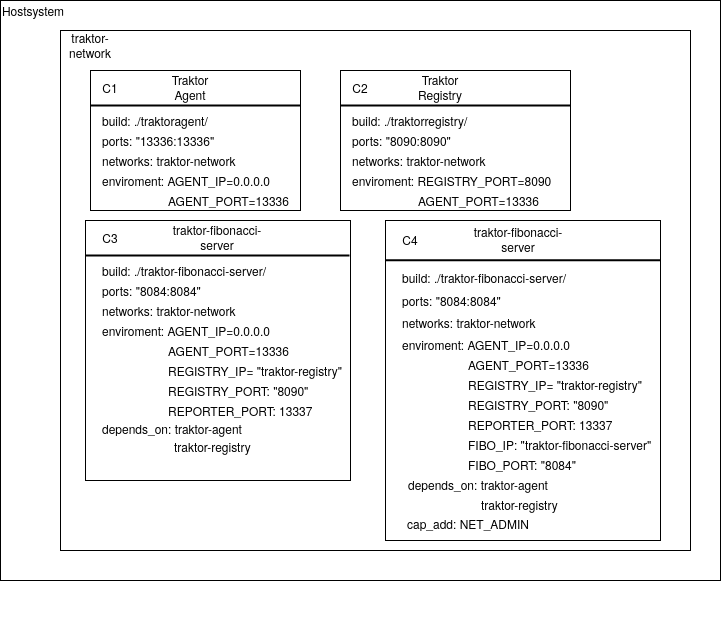 Hostsystem
traktor-
network
C1
Traktor
Agent
build: ./traktoragent/
ports: "13336:13336"
networks: traktor-network
enviroment: AGENT_IP=0.0.0.0
AGENT_PORT=13336
C2
Traktor
Registry
build: ./traktorregistry/
ports: "8090:8090"
networks: traktor-network
enviroment: REGISTRY_PORT=8090
AGENT_PORT=13336
C3
traktor-fibonacci-
server
build: ./traktor-fibonacci-server/
ports: "8084:8084"
networks: traktor-network
enviroment: AGENT_IP=0.0.0.0
AGENT_PORT=13336
REGISTRY_IP= "traktor-registry"
REGISTRY_PORT: "8090"
REPORTER_PORT: 13337
depends_on: traktor-agent
traktor-registry
C4
traktor-fibonacci-
server
build: ./traktor-fibonacci-server/
ports: "8084:8084"
networks: traktor-network
enviroment: AGENT_IP=0.0.0.0
AGENT_PORT=13336
REGISTRY_IP= "traktor-registry"
REGISTRY_PORT: "8090"
REPORTER_PORT: 13337
FIBO_IP: "traktor-fibonacci-server"
FIBO_PORT: "8084"
depends_on: traktor-agent
traktor-registry
cap_add: NET_ADMIN